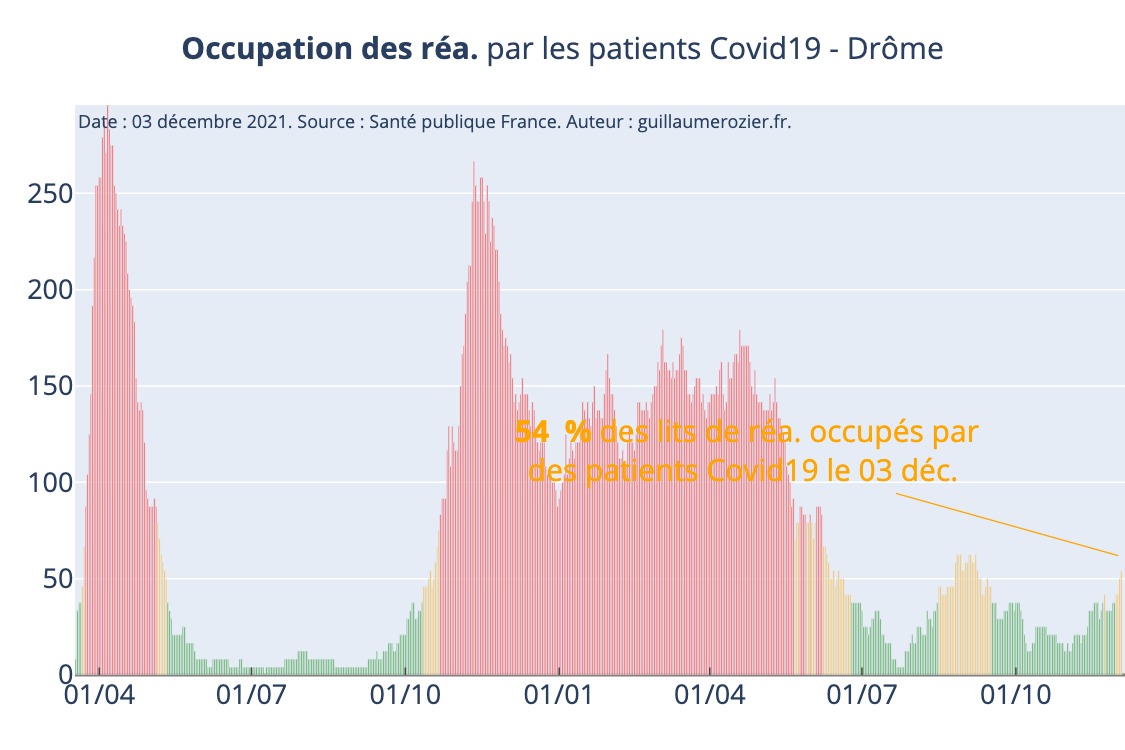 Occupation des réa. par les patients Covid19 - Drôme
Date : 03 décembre 2021. Source : Santé publique France. Auteur : guillaumerozier.fr.
250
200
150
54 % des lits de réa. occupés par
des patients Covid19 le 03 déc.
100
50
0
01/04 01/07 01/10 01/01 01/04 01/07 01/10